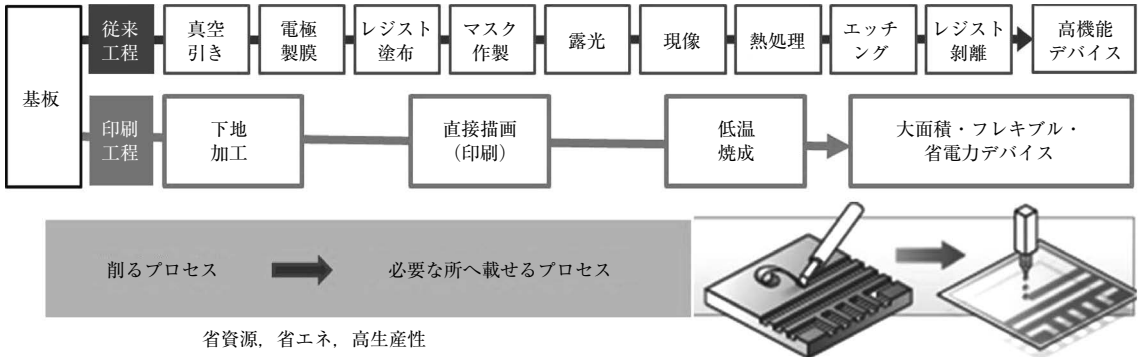 基板
従来
工程
真空
引き
電極
製膜
レジスト
塗布
マスク
作製
露光
現像
熱処理
エッチ
ング
レジスト
剥離
高機能
デバイス
印刷
工程
下地
加工
直接描画
（印刷）
低温
焼成
大面積・フレキブル・
省電力デバイス
削るプロセス
必要な所へ載せるプロセス
省資源，省エネ，高生産性